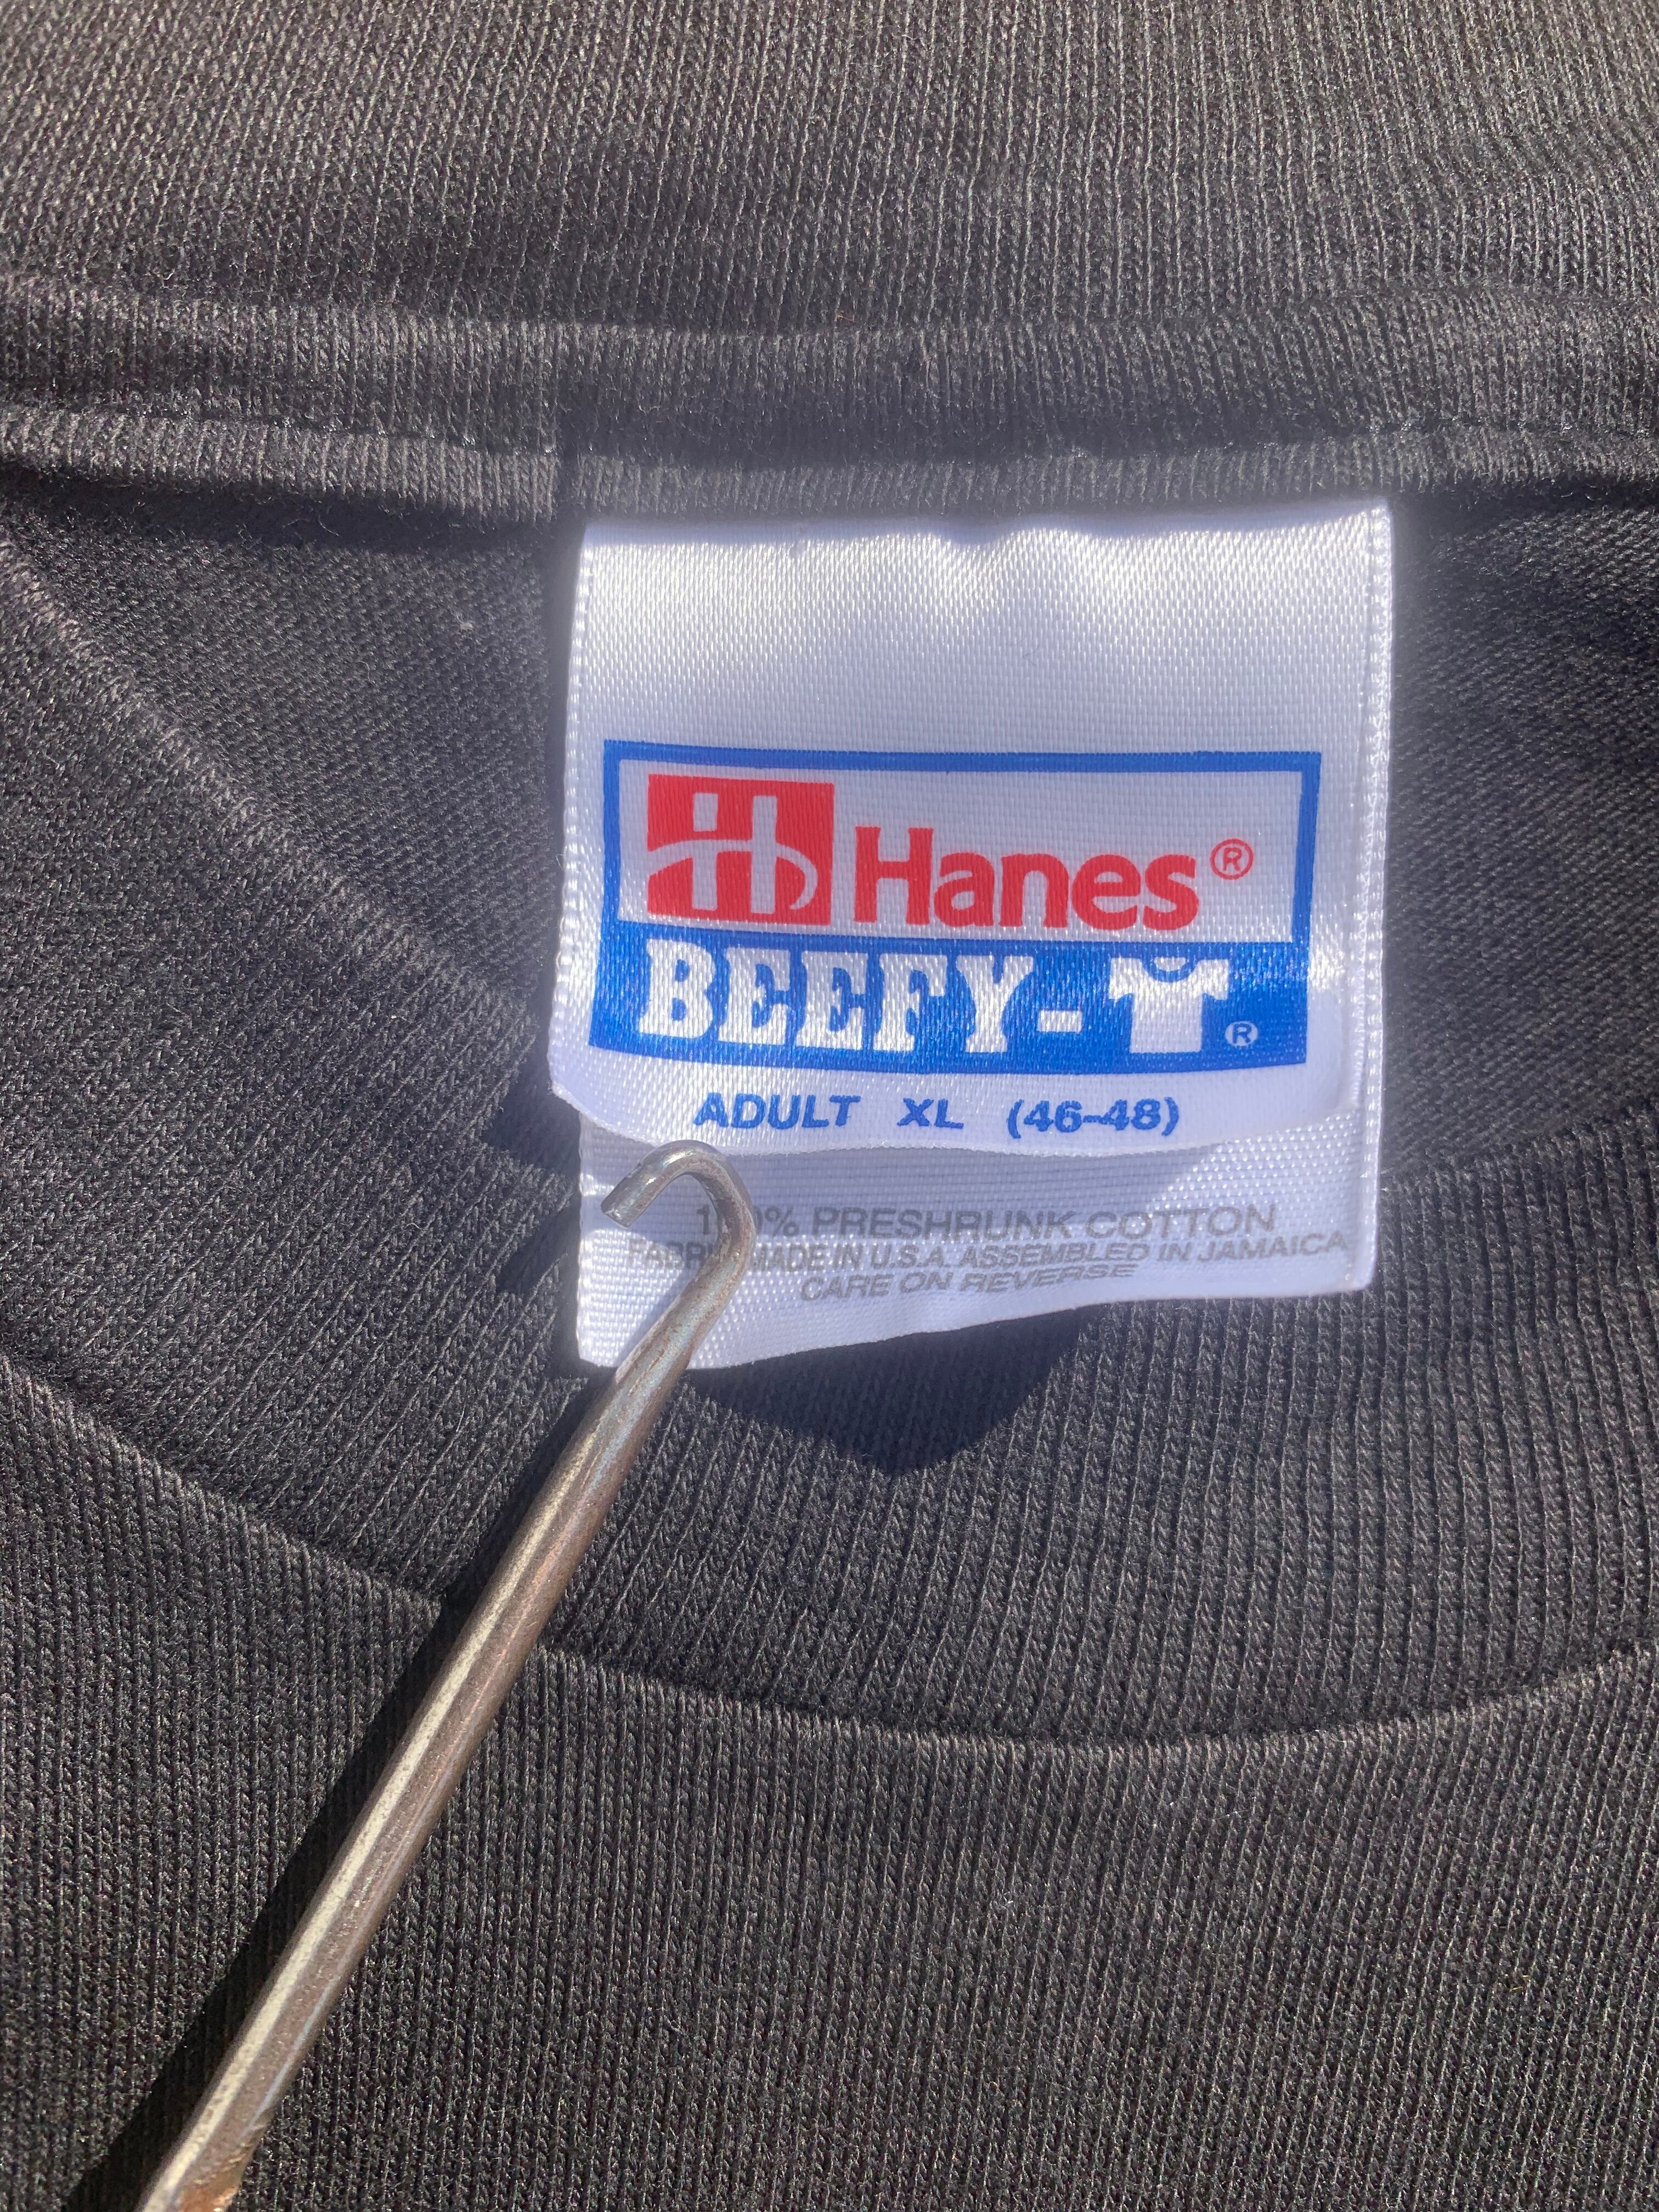 Hanes®
BEEFY-T®
ADULT XL (46-48)
PRESHRUNK COTTON
MADE IN U.S.A. ASSEMBLED IN JAMAICA
CARE ON REVERSE